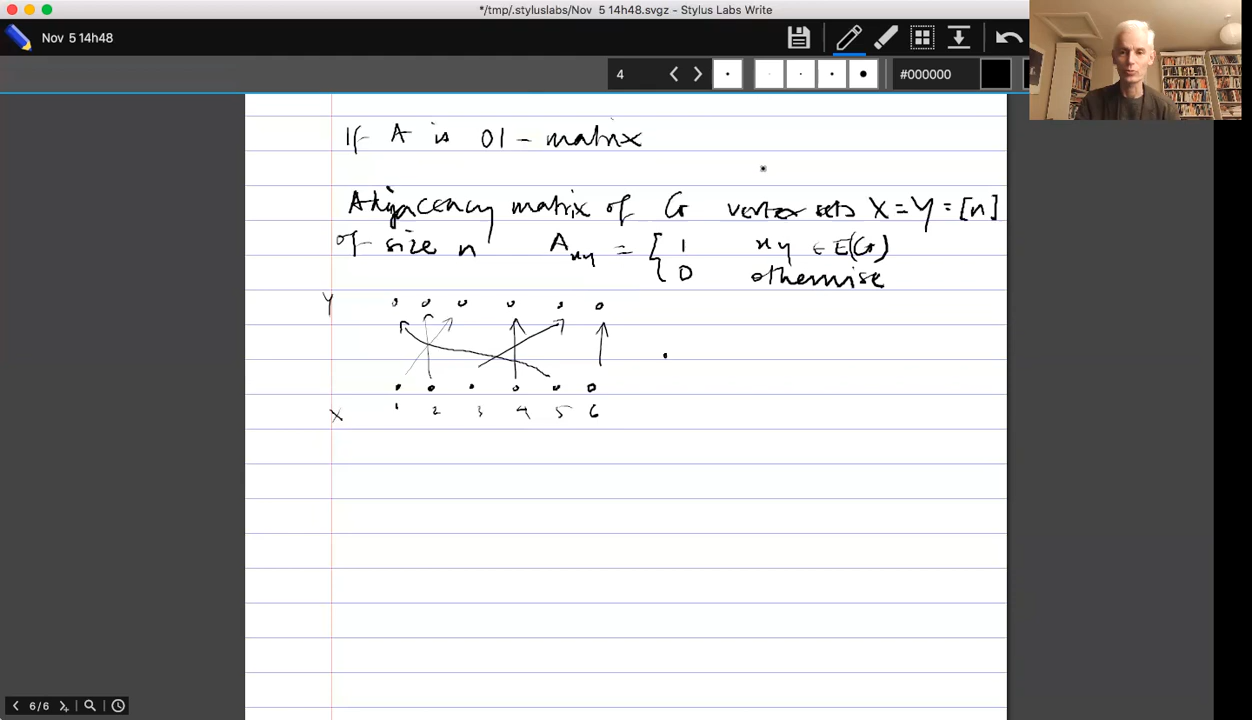 */tmp/.styluslabs/Nov 5 14h48.svgz - Stylus Labs Write
Nov 5 14h48
4
#000000
If A is 01 - matrix
Adjacency matrix of G vertex sets X = Y = [n]
of size n A_xy = { 1 xy ∈ E(G)
0 otherwise
Y
X 1 2 3 4 5 6
6/6